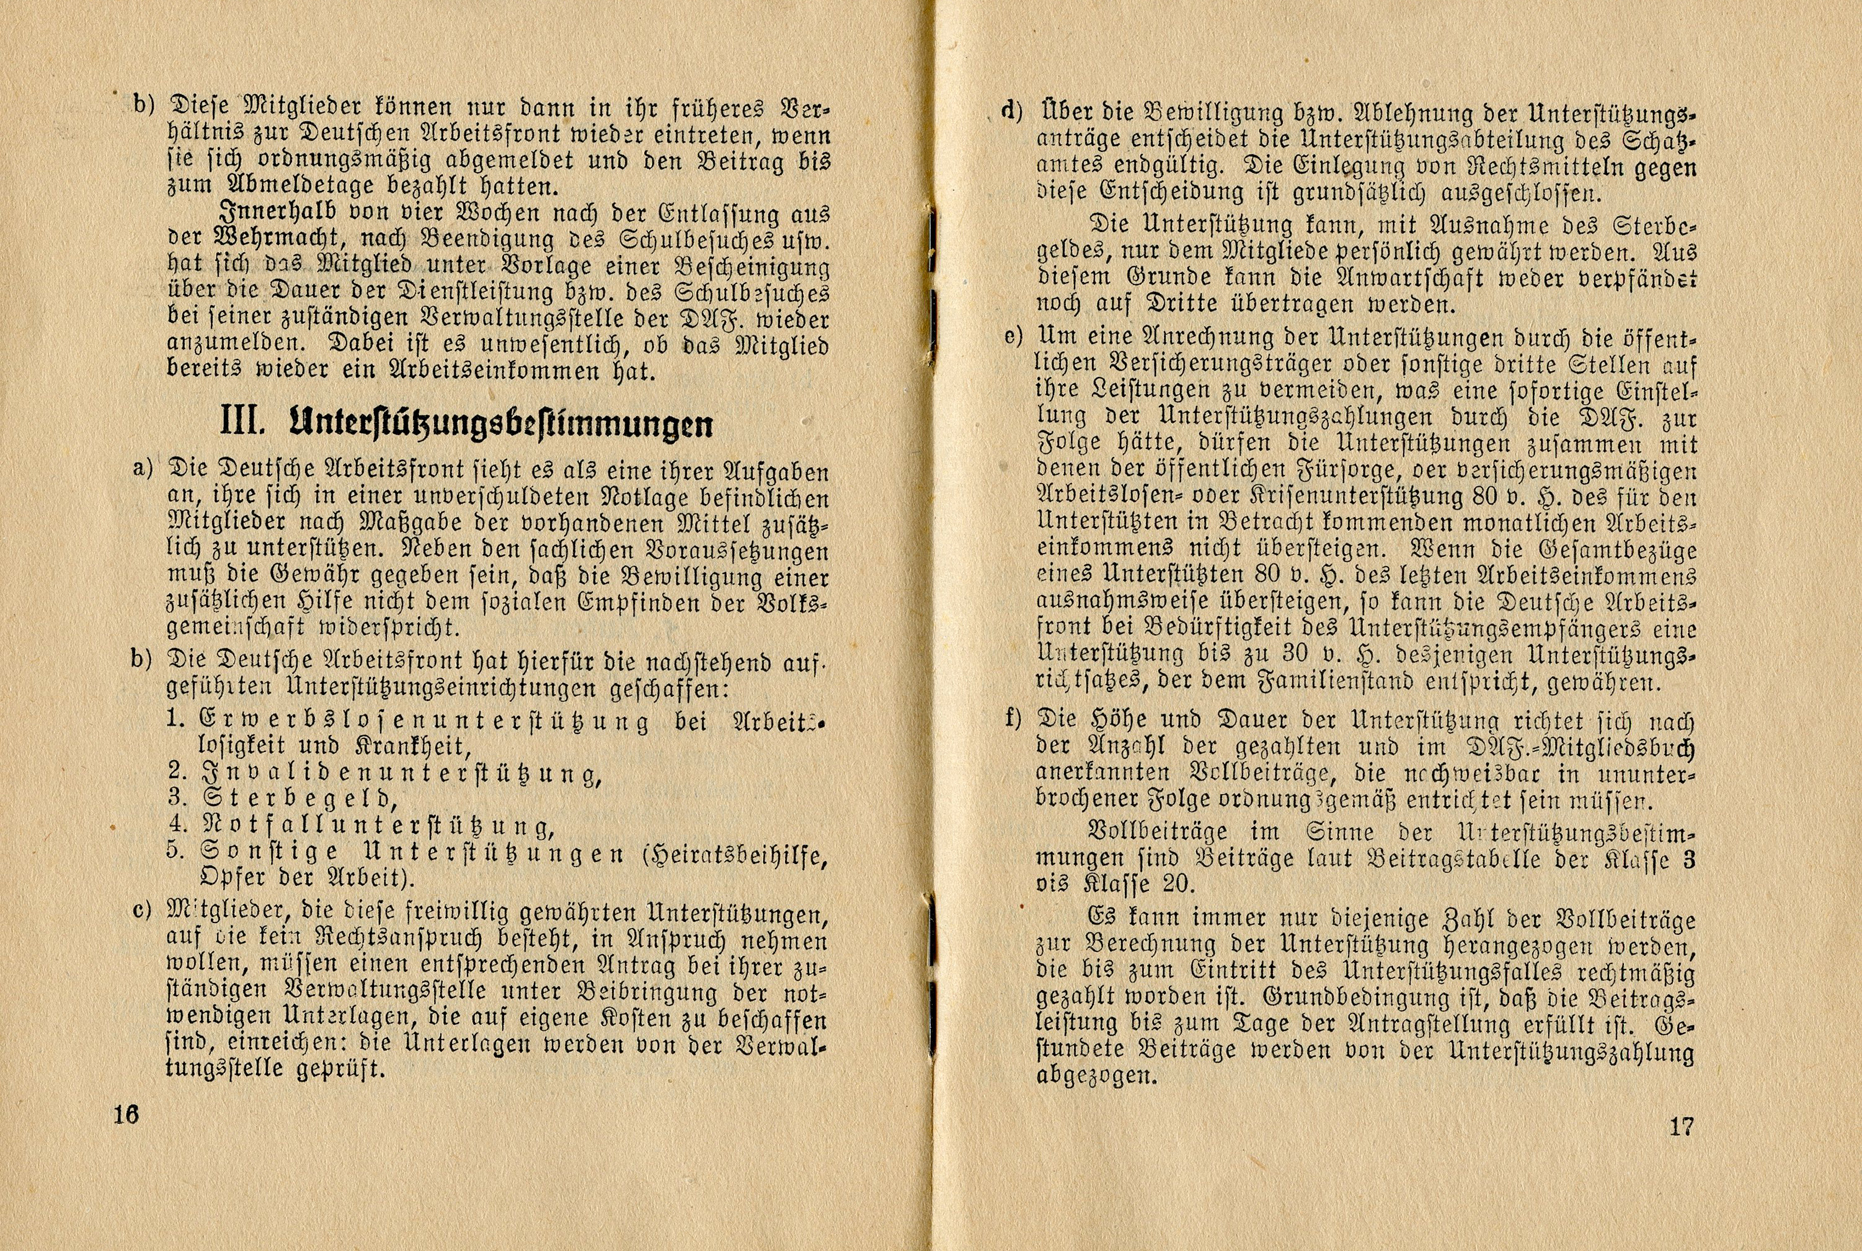 b) Diese Mitglieder können nur dann in ihr früheres Ver-
hältnis zur Deutschen Arbeitsfront wieder eintreten, wenn
sie sich ordnungsmäßig abgemeldet und den Beitrag bis
zum Abmeldetage bezahlt hatten.
Innerhalb von vier Wochen nach der Entlassung aus
der Wehrmacht, nach Beendigung des Schulbesuches usw.
hat sich das Mitglied unter Vorlage einer Bescheinigung
über die Dauer der Dienstleistung bzw. des Schulbesuches
bei seiner zuständigen Verwaltungsstelle der DAF. wieder
anzumelden. Dabei ist es unwesentlich, ob das Mitglied
bereits wieder ein Arbeitseinkommen hat.
III. Unterstützungsbestimmungen
a) Die Deutsche Arbeitsfront sieht es als eine ihrer Aufgaben
an, ihre sich in einer unverschuldeten Notlage befindlichen
Mitglieder nach Maßgabe der vorhandenen Mittel zusätz-
lich zu unterstützen. Neben den sachlichen Voraussetzungen
muß die Gewähr gegeben sein, daß die Bewilligung einer
zusätzlichen Hilfe nicht dem sozialen Empfinden der Volks-
gemeinschaft widerspricht.
b) Die Deutsche Arbeitsfront hat hierfür die nachstehend auf-
geführten Unterstützungseinrichtungen geschaffen:
1. Erwerbslosenunterstützung bei Arbeits-
losigkeit und Krankheit,
2. Invalidenunterstützung,
3. Sterbegeld,
4. Notfallunterstützung,
5. Sonstige Unterstützungen (Heiratsbeihilfe,
Opfer der Arbeit).
c) Mitglieder, die diese freiwillig gewährten Unterstützungen,
auf die kein Rechtsanspruch besteht, in Anspruch nehmen
wollen, müssen einen entsprechenden Antrag bei ihrer zu-
ständigen Verwaltungsstelle unter Beibringung der not-
wendigen Unterlagen, die auf eigene Kosten zu beschaffen
sind, einreichen: die Unterlagen werden von der Verwal-
tungsstelle geprüft.
16
d) Über die Bewilligung bzw. Ablehnung der Unterstützungs-
anträge entscheidet die Unterstützungsabteilung des Schatz-
amtes endgültig. Die Einlegung von Rechtsmitteln gegen
diese Entscheidung ist grundsätzlich ausgeschlossen.
Die Unterstützung kann, mit Ausnahme des Sterbe-
geldes, nur dem Mitgliede persönlich gewährt werden. Aus
diesem Grunde kann die Anwartschaft weder verpfändet
noch auf Dritte übertragen werden.
e) Um eine Anrechnung der Unterstützungen durch die öffent-
lichen Versicherungsträger oder sonstige dritte Stellen auf
ihre Leistungen zu vermeiden, was eine sofortige Einstel-
lung der Unterstützungszahlungen durch die DAF. zur
Folge hätte, dürfen die Unterstützungen zusammen mit
denen der öffentlichen Fürsorge, der versicherungsmäßigen
Arbeitslosen- oder Krisenunterstützung 80 v. H. des für den
Unterstützten in Betracht kommenden monatlichen Arbeits-
einkommens nicht übersteigen. Wenn die Gesamtbezüge
eines Unterstützten 80 v. H. des letzten Arbeitseinkommens
ausnahmsweise übersteigen, so kann die Deutsche Arbeits-
front bei Bedürftigkeit des Unterstützungsempfängers eine
Unterstützung bis zu 30 v. H. desjenigen Unterstützungs-
richtsatzes, der dem Familienstand entspricht, gewähren.
f) Die Höhe und Dauer der Unterstützung richtet sich nach
der Anzahl der gezahlten und im DAF.-Mitgliedsbuch
anerkannten Vollbeiträge, die nachweisbar in ununter-
brochener Folge ordnungsgemäß entrichtet sein müssen.
Vollbeiträge im Sinne der Unterstützungsbestim-
mungen sind Beiträge laut Beitragstabelle der Klasse 3
bis Klasse 20.
Es kann immer nur diejenige Zahl der Vollbeiträge
zur Berechnung der Unterstützung herangezogen werden,
die bis zum Eintritt des Unterstützungsfalles rechtmäßig
gezahlt worden ist. Grundbedingung ist, daß die Beitrags-
leistung bis zum Tage der Antragstellung erfüllt ist. Ge-
stundete Beiträge werden von der Unterstützungszahlung
abgezogen.
17